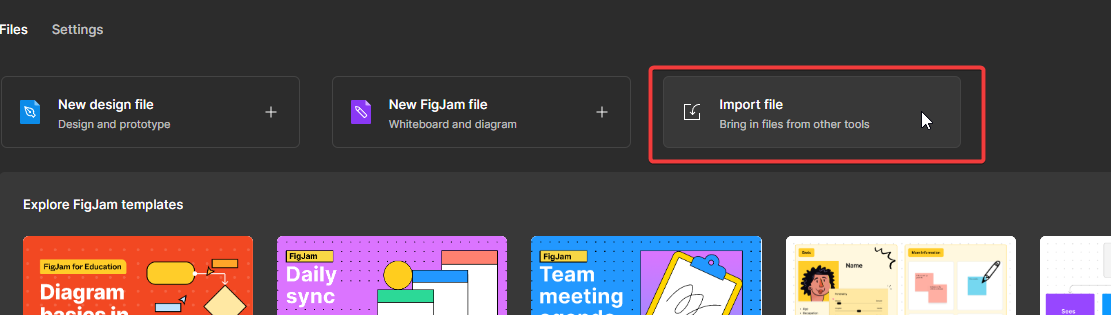 Files Settings
New design file
Design and prototype
New FigJam file
Whiteboard and diagram
Import file
Bring in files from other tools
Explore FigJam templates
FigJam for Education
Diagram
basics in
FigJam
Daily
sync
FigJam
Team
meeting
agenda
Name